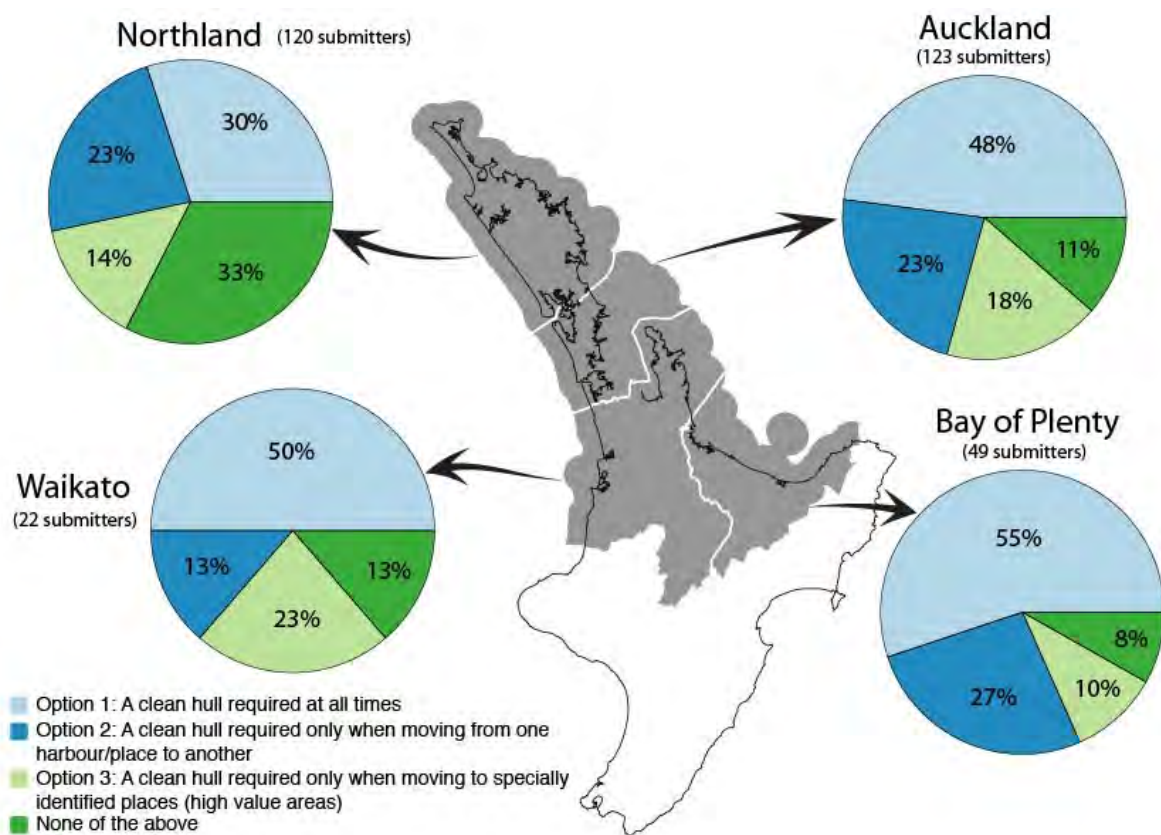 Northland (120 submitters)
30%
23%
14%
33%
Auckland
(123 submitters)
48%
23%
18%
11%
Waikato
(22 submitters)
50%
13%
23%
13%
Bay of Plenty
(49 submitters)
55%
27%
10%
8%
Option 1: A clean hull required at all times
Option 2: A clean hull required only when moving from one
harbour/place to another
Option 3: A clean hull required only when moving to specially
identified places (high value areas)
None of the above